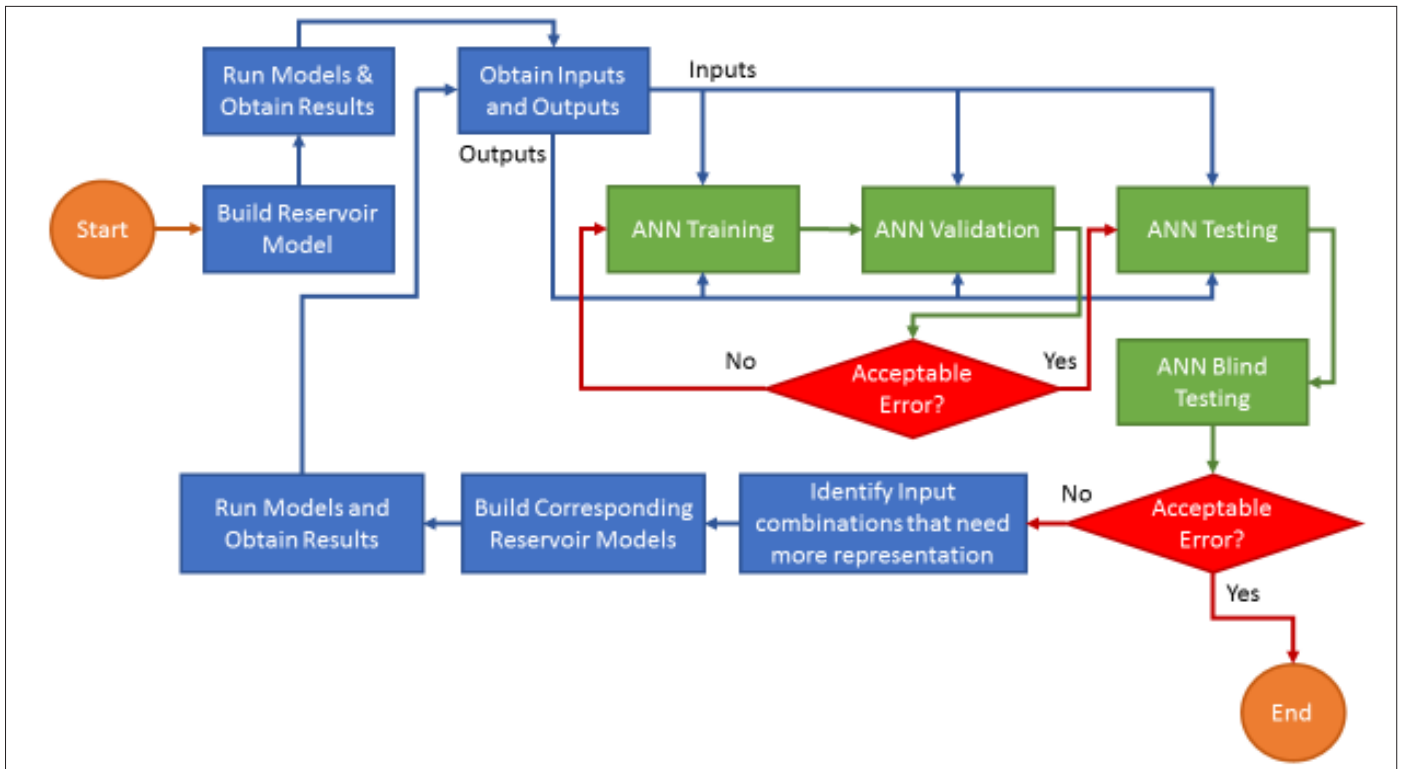 Run Models &
Obtain Results
Obtain Inputs
and Outputs
Inputs
Outputs
Start
Build Reservoir
Model
ANN Training
ANN Validation
ANN Testing
No
Acceptable
Error?
Yes
ANN Blind
Testing
Run Models and
Obtain Results
Build Corresponding
Reservoir Models
Identify Input
combinations that need
more representation
No
Acceptable
Error?
Yes
End